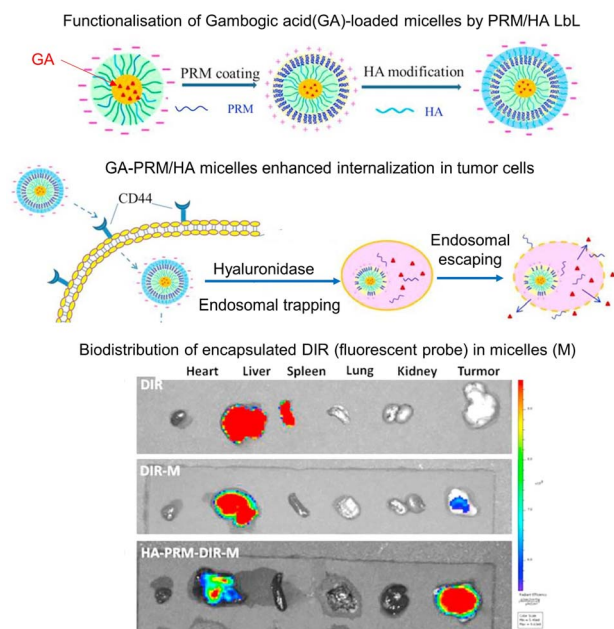 Functionalisation of Gambogic acid(GA)-loaded micelles by PRM/HA LbL
GA
PRM coating
PRM
HA modification
HA
GA-PRM/HA micelles enhanced internalization in tumor cells
CD44
Hyaluronidase
Endosomal trapping
Endosomal escaping
Biodistribution of encapsulated DIR (fluorescent probe) in micelles (M)
Heart Liver Spleen Lung Kidney Turmor
DIR
DIR-M
HA-PRM-DIR-M